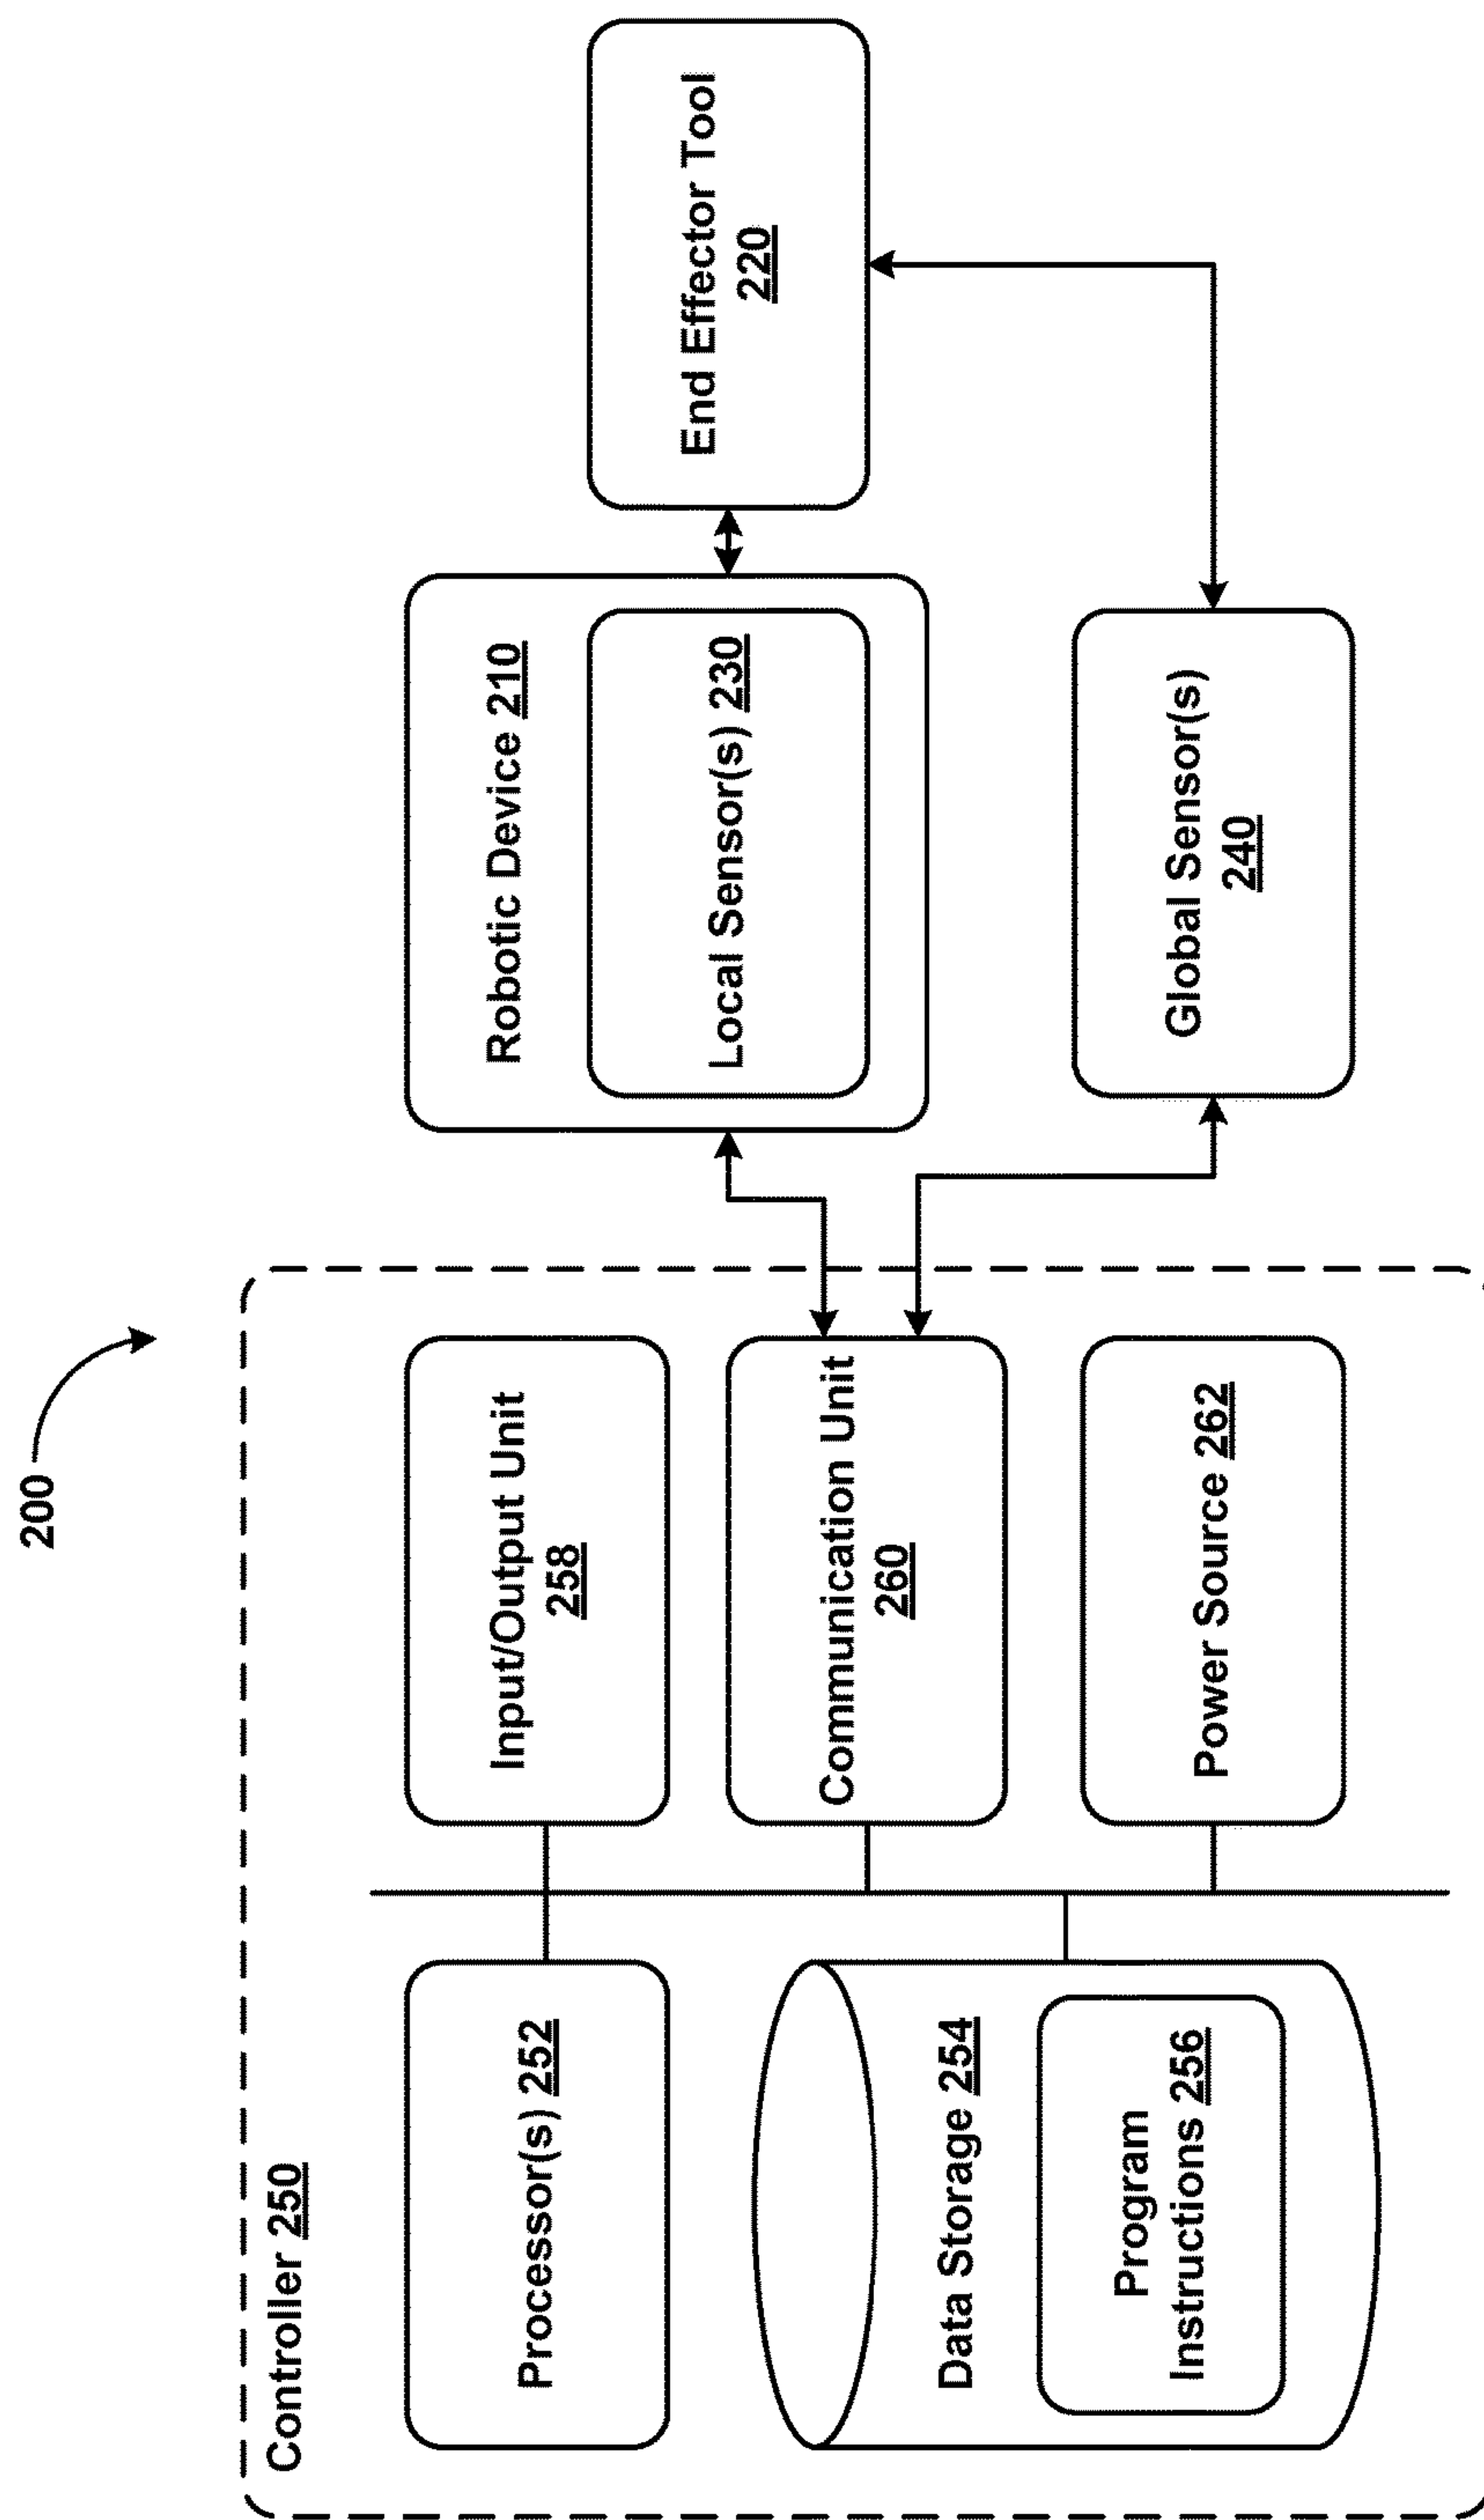 200
Controller 250
Processor(s) 252
Data Storage 254
Program
Instructions 256
Input/Output Unit
258
Communication Unit
260
Power Source 262
Robotic Device 210
Local Sensor(s) 230
Global Sensor(s)
240
End Effector Tool
220